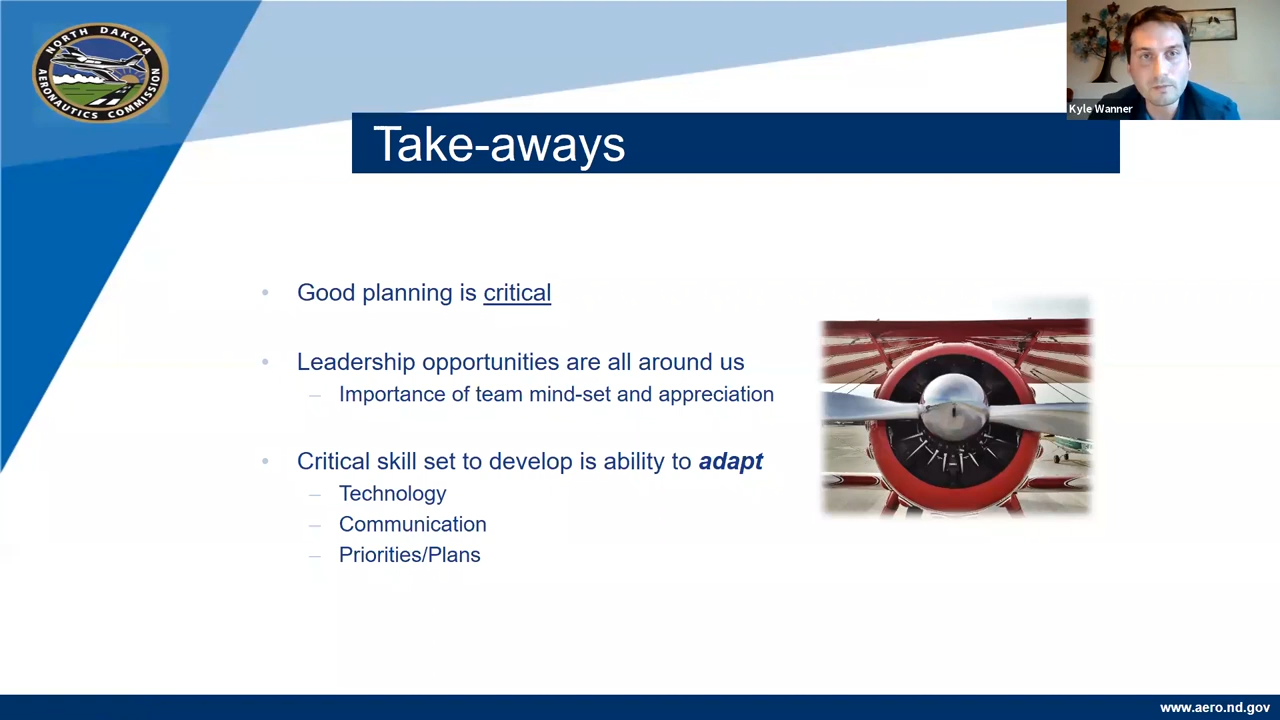 NORTH DAKOTA
AERONAUTICS COMMISSION
Kyle Wanner
Take-aways
• Good planning is critical
• Leadership opportunities are all around us
– Importance of team mind-set and appreciation
• Critical skill set to develop is ability to adapt
– Technology
– Communication
– Priorities/Plans
www.aero.nd.gov